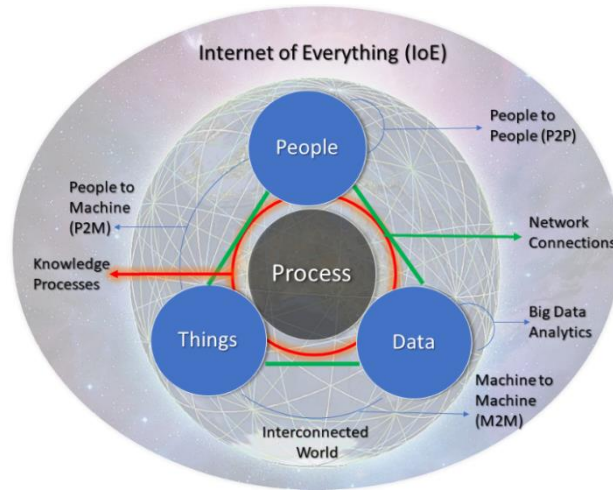 Internet of Everything (IoE)
People
People to
People (P2P)
People to
Machine
(P2M)
Network
Connections
Knowledge
Processes
Process
Things
Data
Big Data
Analytics
Machine to
Machine
(M2M)
Interconnected
World